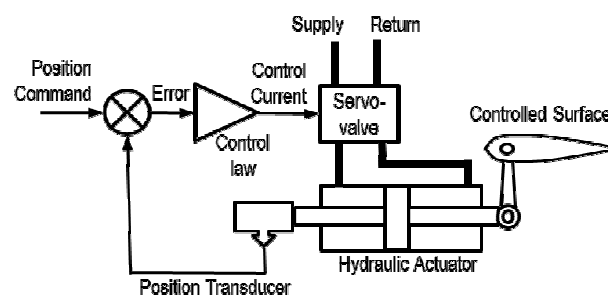 Supply
Return
Position
Command
Error
Control
Current
Servo-
valve
Controlled Surface
Control
law
Hydraulic Actuator
Position Transducer